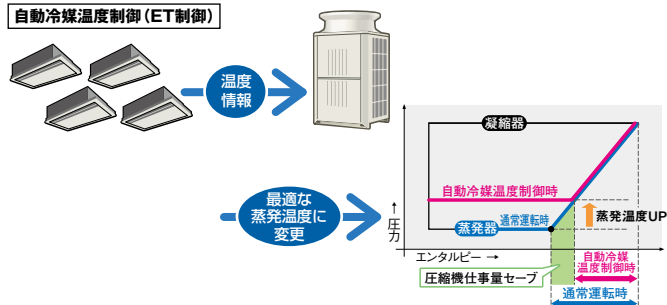 自動冷媒温度制御(ET制御)
温度
情報
最適な
蒸発温度に
変更
凝縮器
自動冷媒温度制御時
蒸発器
通常運転時
蒸発温度UP
↑圧力
エンタルピー →
圧縮機仕事量セーブ
自動冷媒
温度制御時
通常運転時